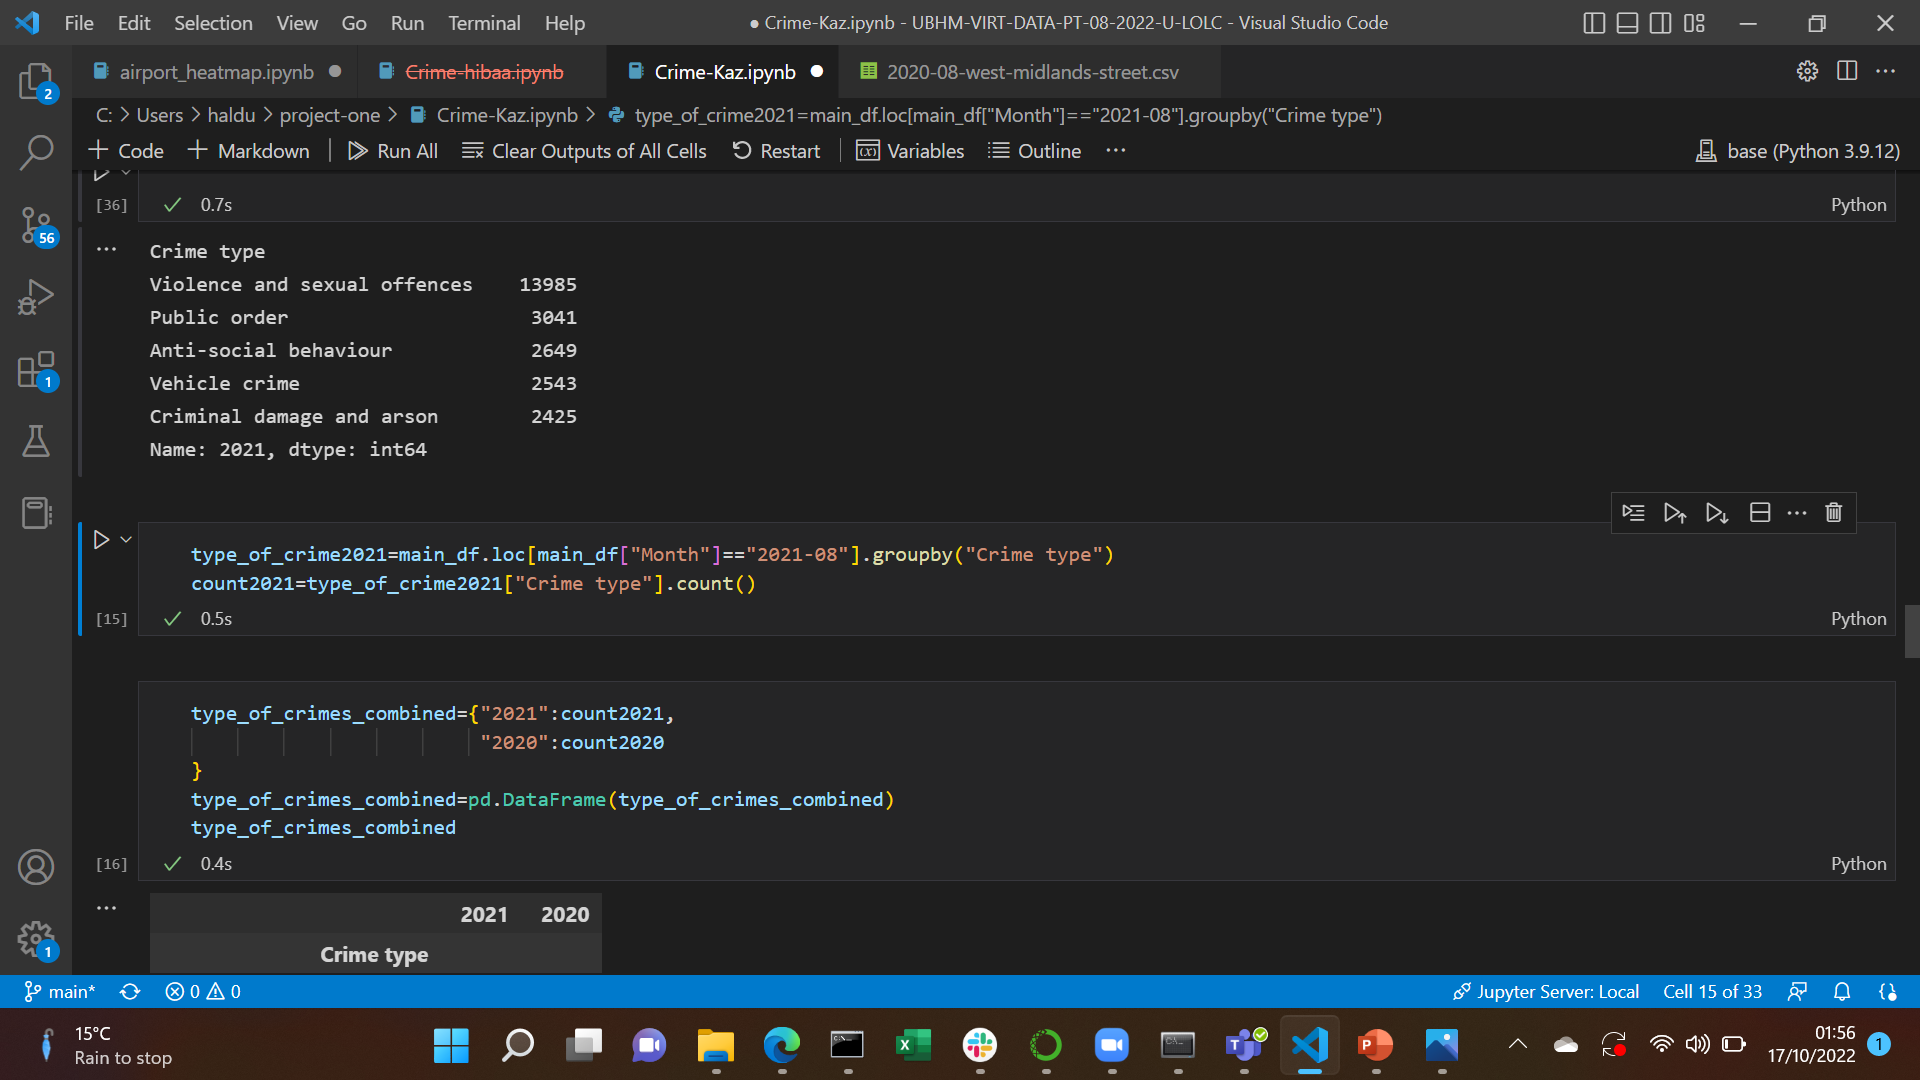 File Edit Selection View Go Run Terminal Help ● Crime-Kaz.ipynb - UBHM-VIRT-DATA-PT-08-2022-U-LOLC - Visual Studio Code
airport_heatmap.ipynb Crime-hibaa.ipynb Crime-Kaz.ipynb 2020-08-west-midlands-street.csv
2
C: > Users > haldu > project-one > Crime-Kaz.ipynb > type_of_crime2021=main_df.loc[main_df["Month"]=="2021-08"].groupby("Crime type")
+ Code + Markdown Run All Clear Outputs of All Cells Restart Variables Outline ... base (Python 3.9.12)
[36] 0.7s Python
56
... Crime type
Violence and sexual offences 13985
Public order 3041
Anti-social behaviour 2649
Vehicle crime 2543
1
Criminal damage and arson 2425
Name: 2021, dtype: int64
type_of_crime2021=main_df.loc[main_df["Month"]=="2021-08"].groupby("Crime type")
count2021=type_of_crime2021["Crime type"].count()
[15] 0.5s Python
type_of_crimes_combined={"2021":count2021,
"2020":count2020
}
type_of_crimes_combined=pd.DataFrame(type_of_crimes_combined)
type_of_crimes_combined
[16] 0.4s Python
... 2021 2020
Crime type
1
main* 0 0 Jupyter Server: Local Cell 15 of 33
15°C
Rain to stop
01:56
17/10/2022
1